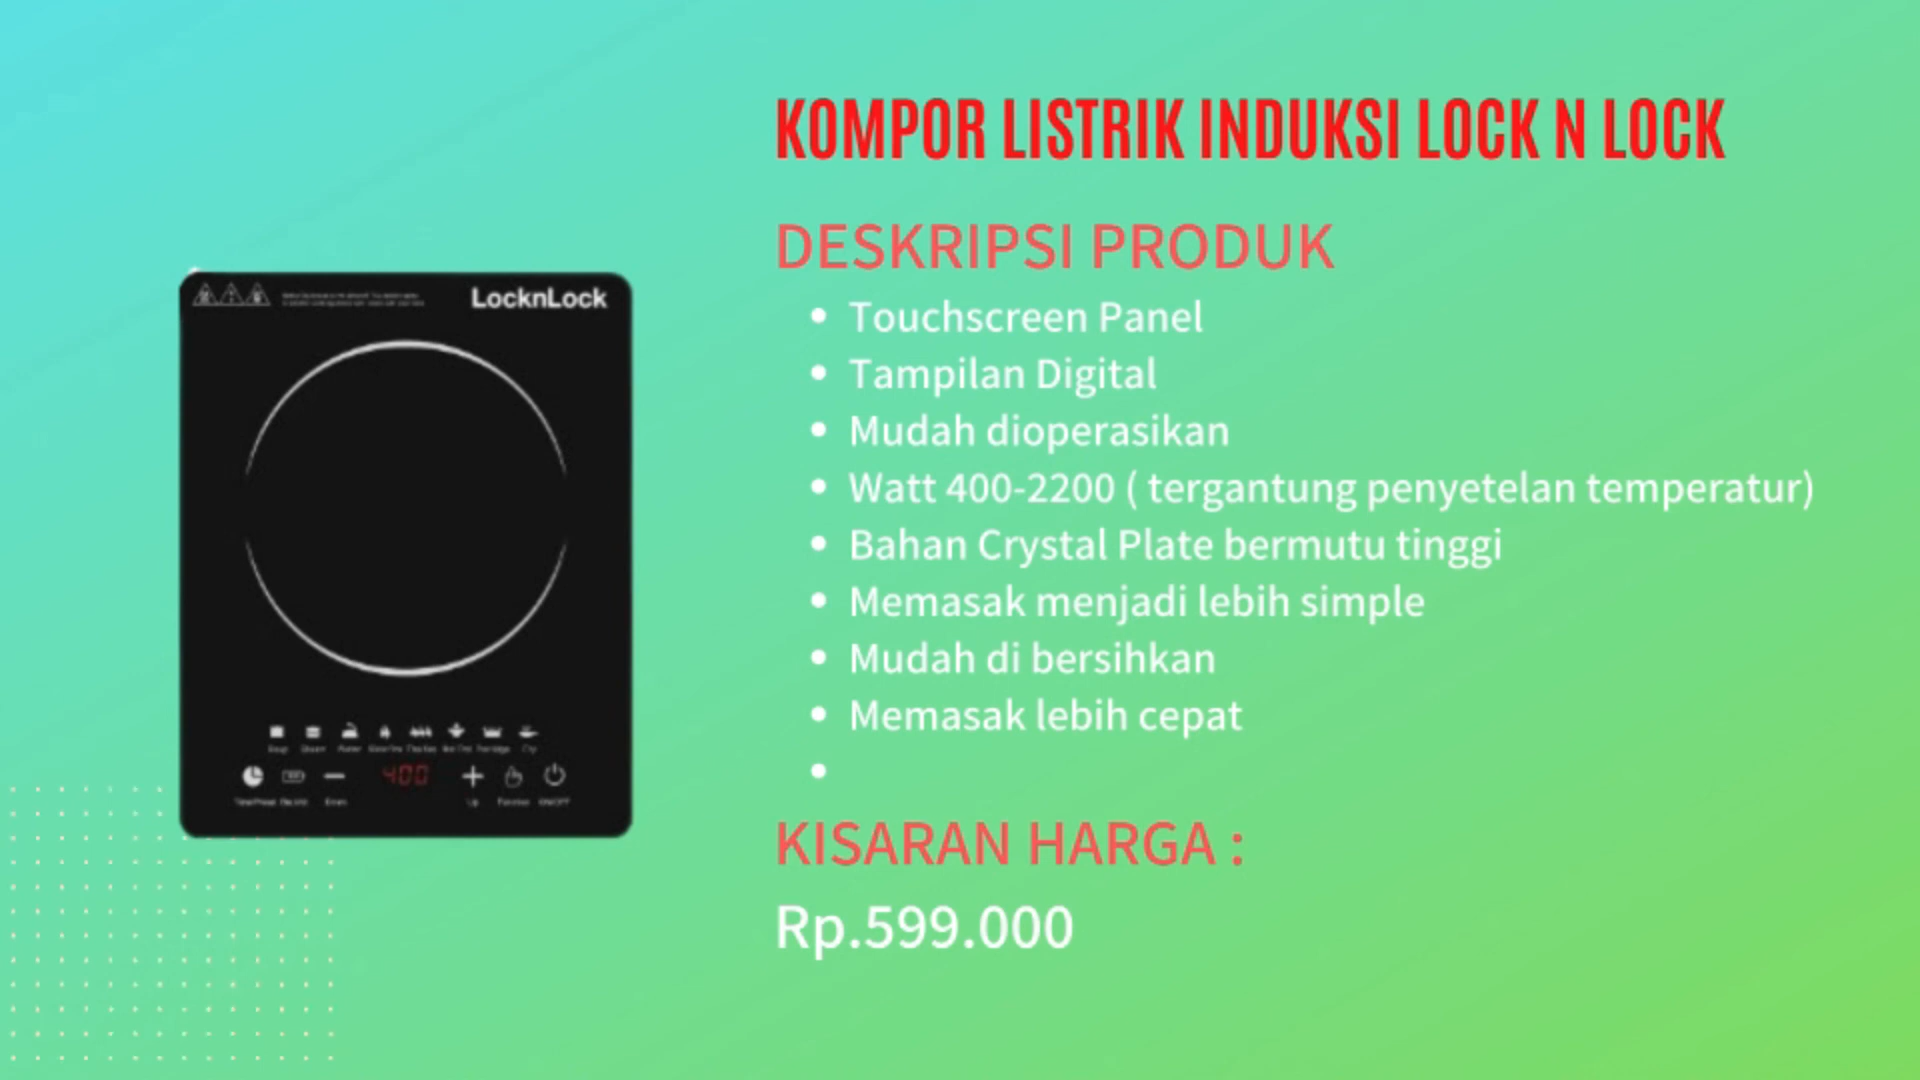 KOMPOR LISTRIK INDUKSI LOCK N LOCK
DESKRIPSI PRODUK
• Touchscreen Panel
• Tampilan Digital
• Mudah dioperasikan
• Watt 400-2200 ( tergantung penyetelan temperatur)
• Bahan Crystal Plate bermutu tinggi
• Memasak menjadi lebih simple
• Mudah di bersihkan
• Memasak lebih cepat
•
KISARAN HARGA :
Rp.599.000
LocknLock
400